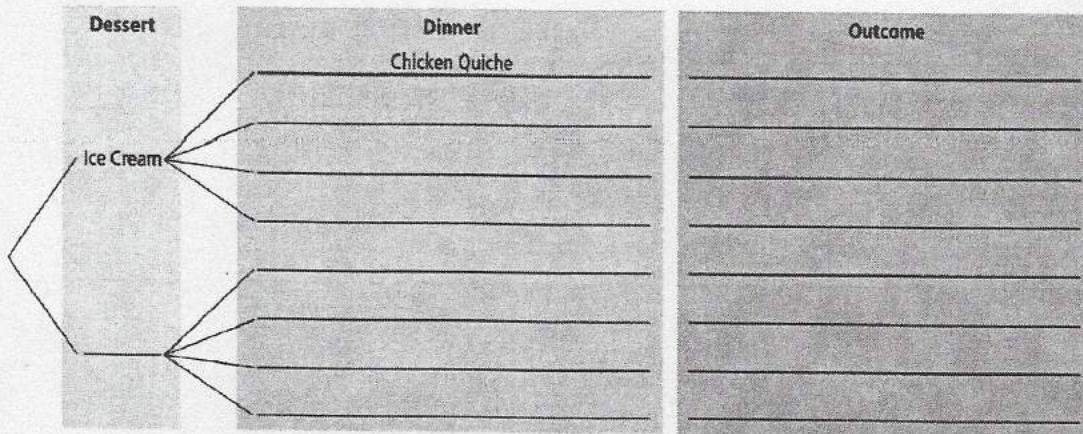 Dessert
Dinner
Outcome
Chicken Quiche
Ice Cream